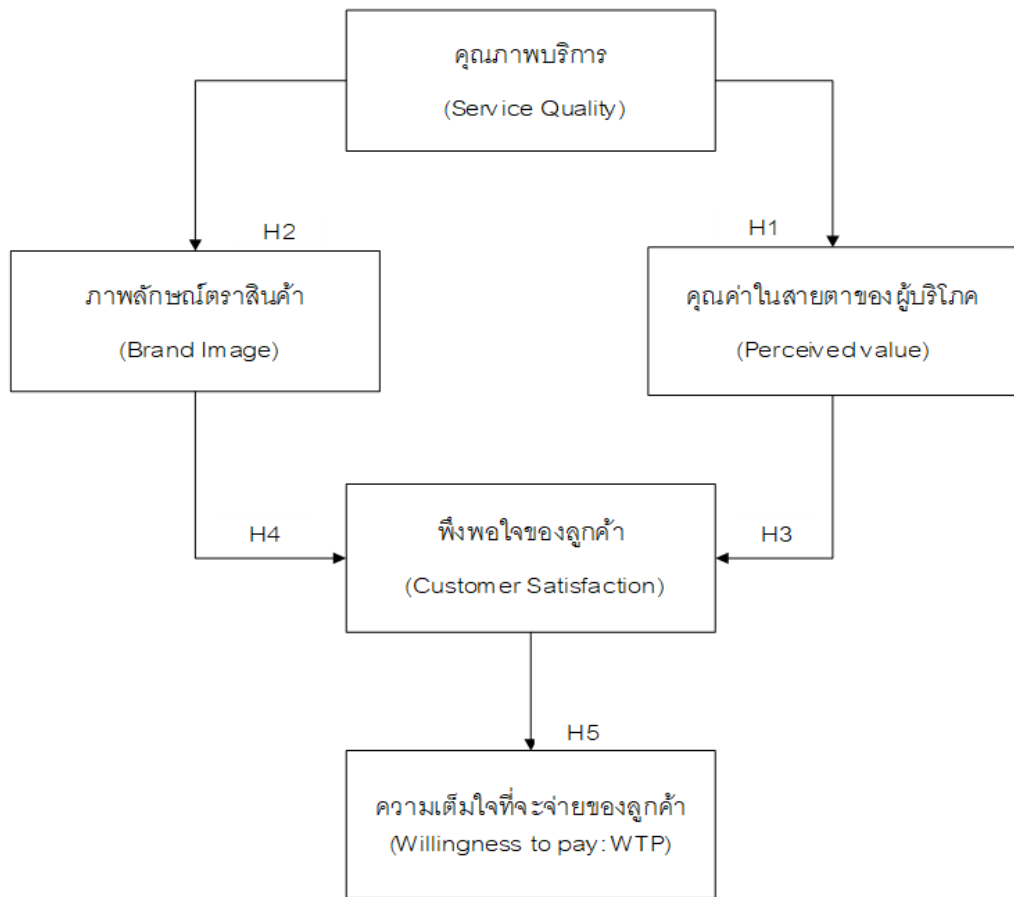 คุณภาพบริการ
(Service Quality)
H2
H1
ภาพลักษณ์ตราสินค้า
(Brand Image)
คุณค่าในสายตาของผู้บริโภค
(Perceived value)
H4
พึงพอใจของลูกค้า
H3
(Customer Satisfaction)
H5
ความเต็มใจที่จะจ่ายของลูกค้า
(Willingness to pay: WTP)